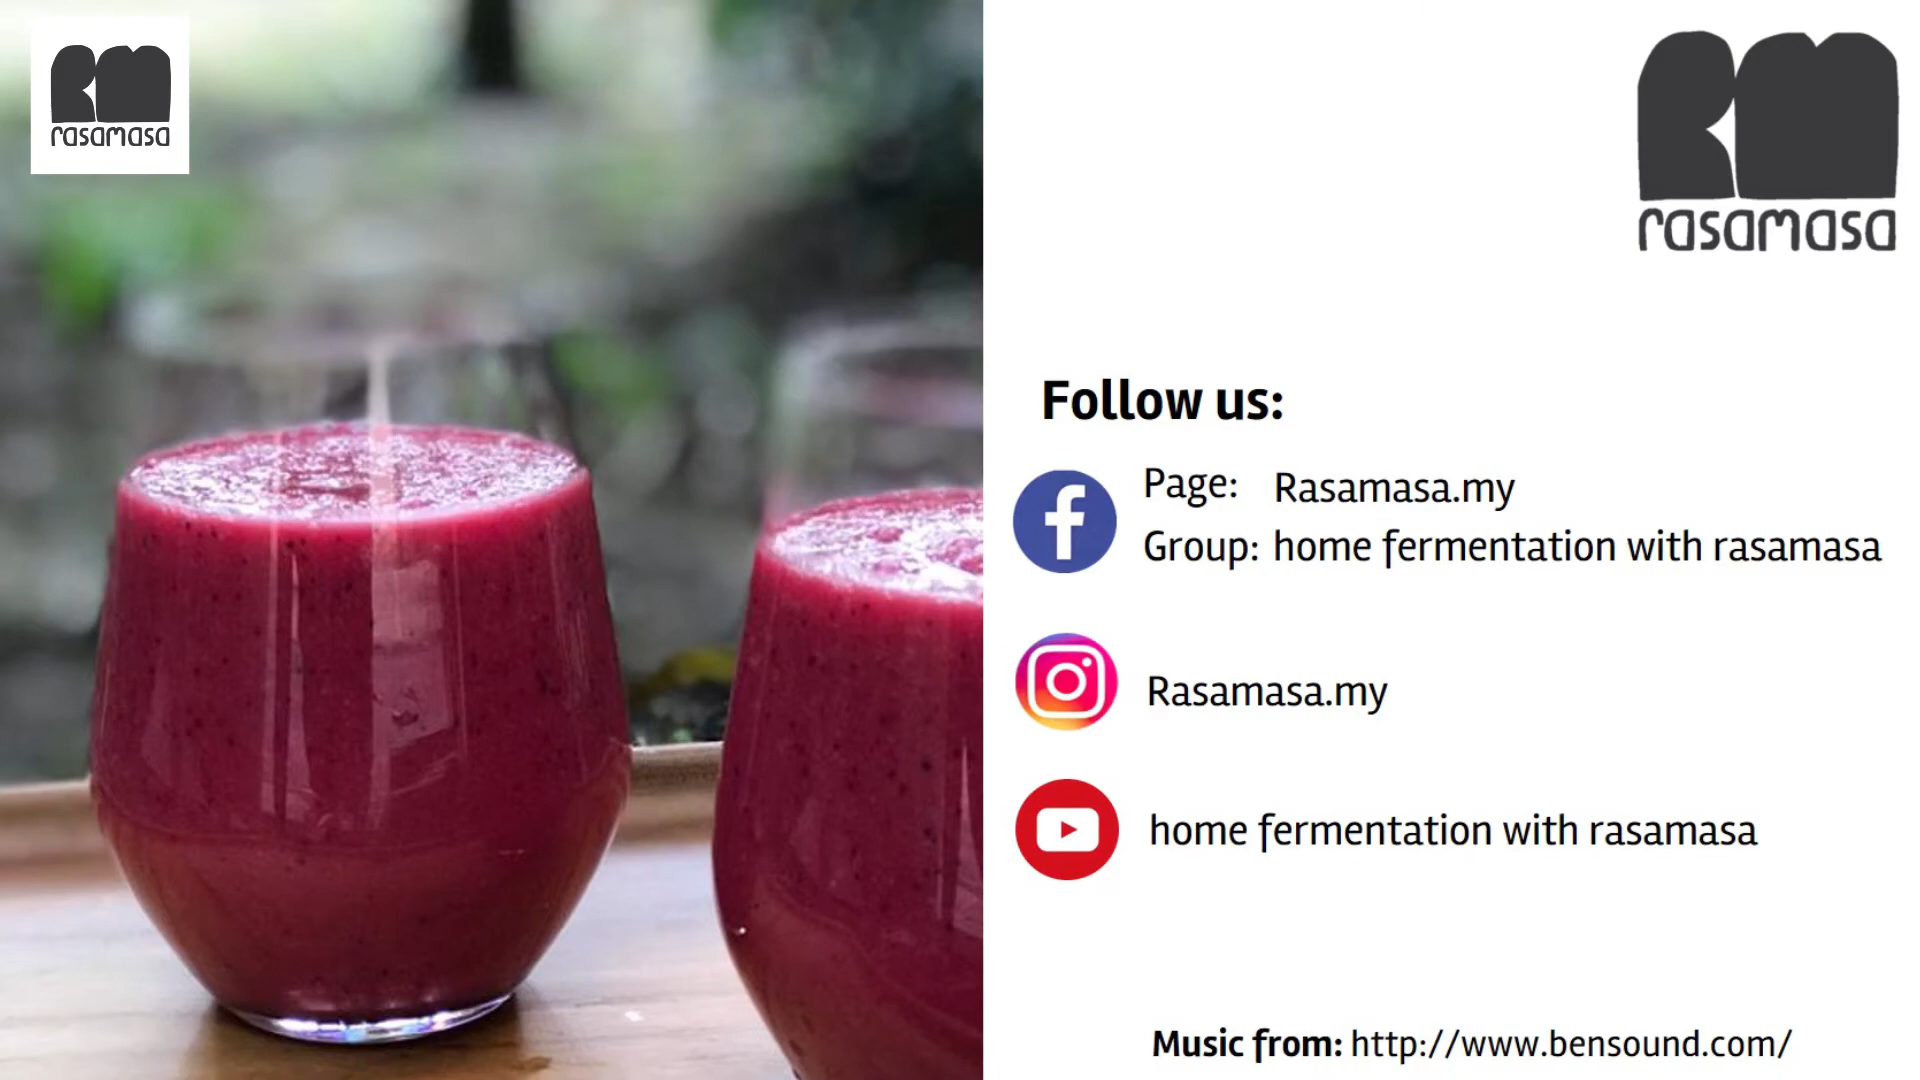 rasamasa
rasamasa
Follow us:
Page: Rasamasa.my
Group: home fermentation with rasamasa
Rasamasa.my
home fermentation with rasamasa
Music from: http://www.bensound.com/